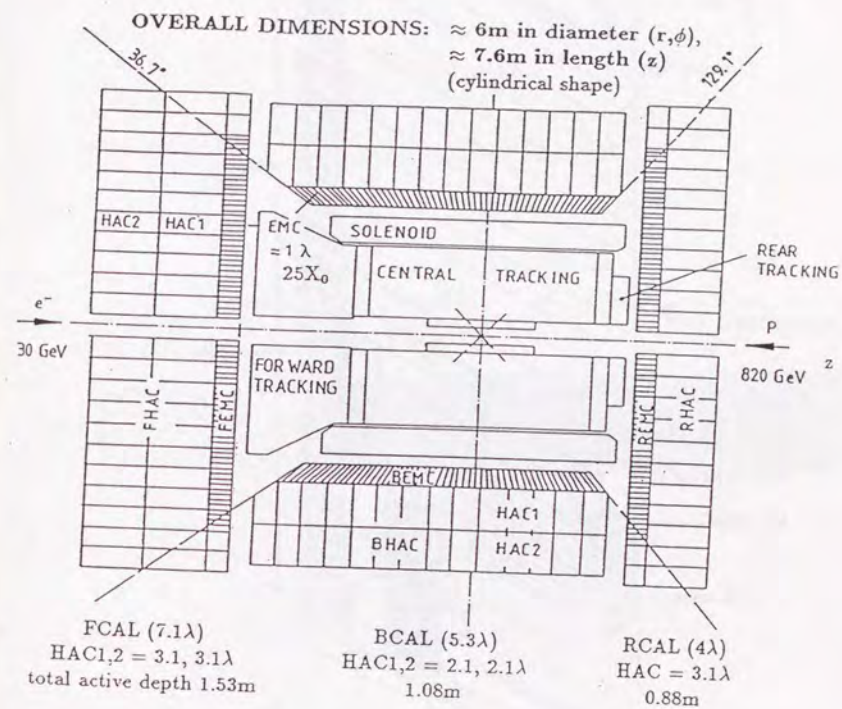 OVERALL DIMENSIONS: ≈ 6m in diameter (r,ϕ),
≈ 7.6m in length (z)
(cylindrical shape)
36.7°
129.1°
HAC2 HAC1
EMC
≈ 1 λ
25X₀
SOLENOID
CENTRAL TRACKING
REAR
TRACKING
e⁻
30 GeV
P
820 GeV
z
FORWARD
TRACKING
FHAC
FEMC
REMC
RHAC
BEMC
HAC1
BHAC
HAC2
FCAL (7.1λ)
HAC1,2 = 3.1, 3.1λ
total active depth 1.53m
BCAL (5.3λ)
HAC1,2 = 2.1, 2.1λ
1.08m
RCAL (4λ)
HAC = 3.1λ
0.88m